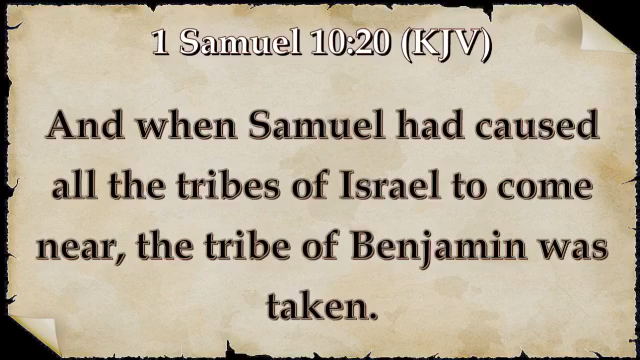 1 Samuel 10:20 (KJV)
And when Samuel had caused
all the tribes of Israel to come
near, the tribe of Benjamin was
taken.